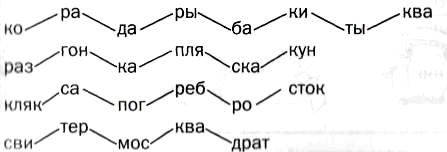 ко ра да ры ба ки ты ква
раз гон ка пля ска кун
кляк са пог реб ро сток
сви тер мос ква драт